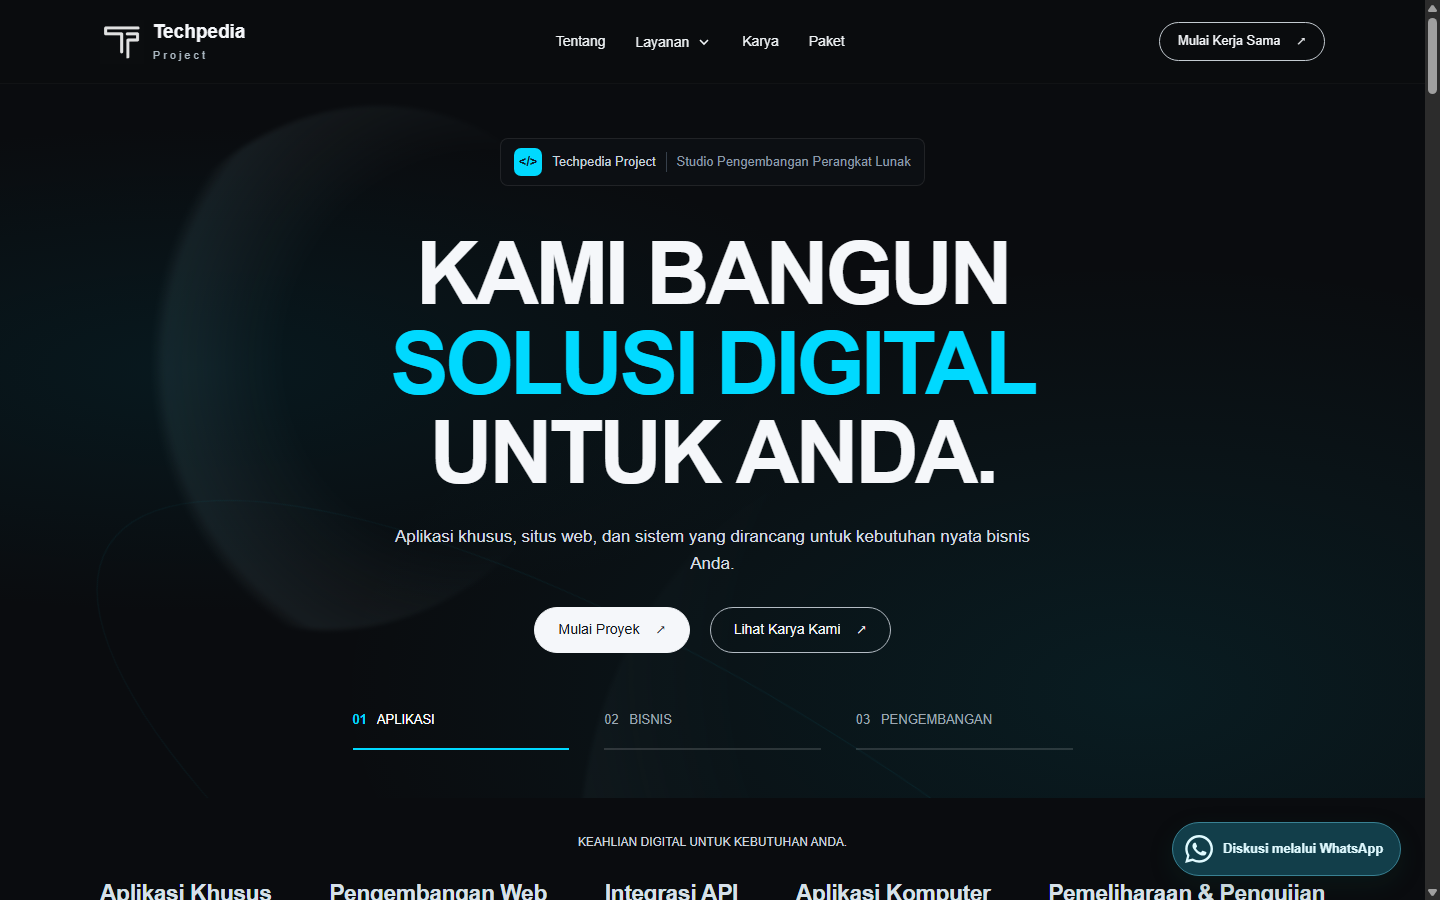 Techpedia
Project
Tentang
Layanan
Karya
Paket
Mulai Kerja Sama ↗
</> Techpedia Project | Studio Pengembangan Perangkat Lunak
KAMI BANGUN
SOLUSI DIGITAL
UNTUK ANDA.
Aplikasi khusus, situs web, dan sistem yang dirancang untuk kebutuhan nyata bisnis
Anda.
Mulai Proyek ↗
Lihat Karya Kami ↗
01 APLIKASI
02 BISNIS
03 PENGEMBANGAN
KEAHLIAN DIGITAL UNTUK KEBUTUHAN ANDA.
Diskusi melalui WhatsApp
Aplikasi Khusus
Pengembangan Web
Integrasi API
Aplikasi Komputer
Pemeliharaan & Pengujian